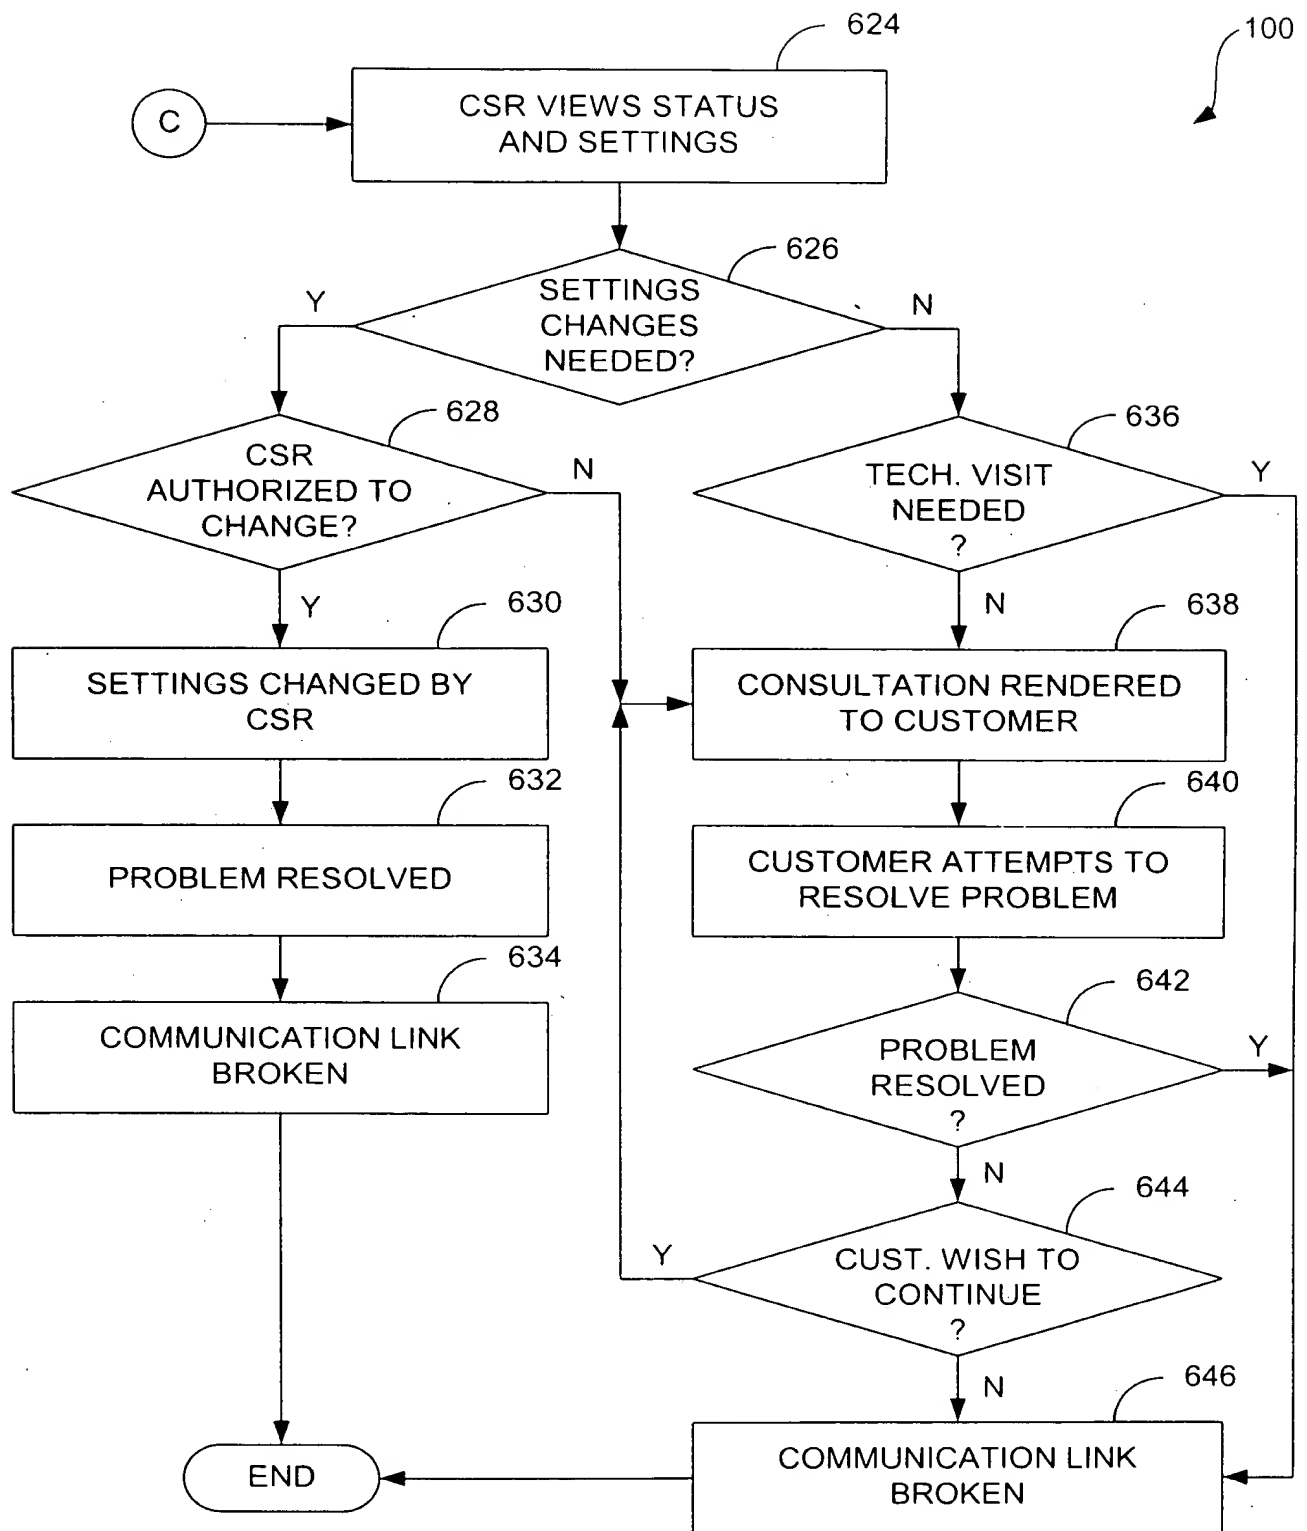 624
100
C
CSR VIEWS STATUS
AND SETTINGS
626
Y
SETTINGS
CHANGES
NEEDED?
N
628
CSR
AUTHORIZED TO
CHANGE?
N
636
TECH. VISIT
NEEDED
?
Y
Y
630
N
638
SETTINGS CHANGED BY
CSR
CONSULTATION RENDERED
TO CUSTOMER
632
640
PROBLEM RESOLVED
CUSTOMER ATTEMPTS TO
RESOLVE PROBLEM
634
642
COMMUNICATION LINK
BROKEN
PROBLEM
RESOLVED
?
Y
N
644
Y
CUST. WISH TO
CONTINUE
?
N
646
END
COMMUNICATION LINK
BROKEN